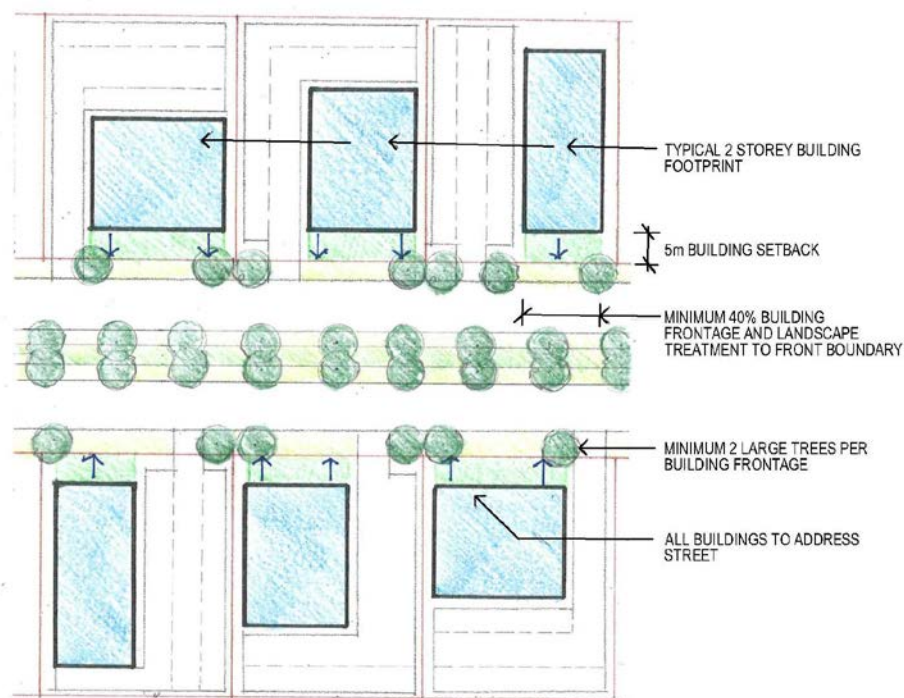 TYPICAL 2 STOREY BUILDING
FOOTPRINT
5m BUILDING SETBACK
MINIMUM 40% BUILDING
FRONTAGE AND LANDSCAPE
TREATMENT TO FRONT BOUNDARY
MINIMUM 2 LARGE TREES PER
BUILDING FRONTAGE
ALL BUILDINGS TO ADDRESS
STREET